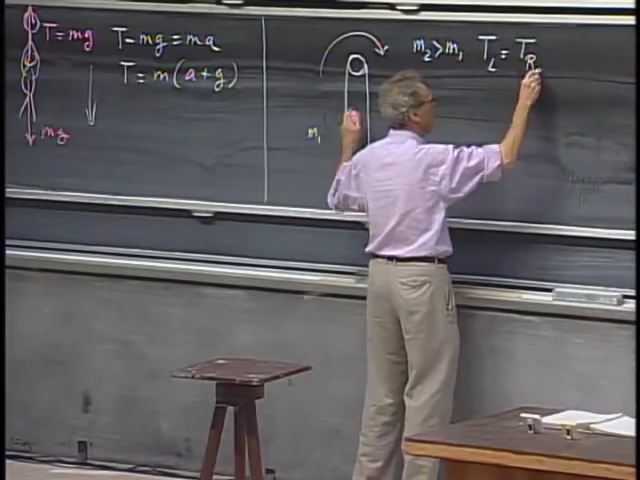 T=mg
T-mg=ma
T=m(a+g)
mg
m₂>m₁ T_L=T_R
m₁